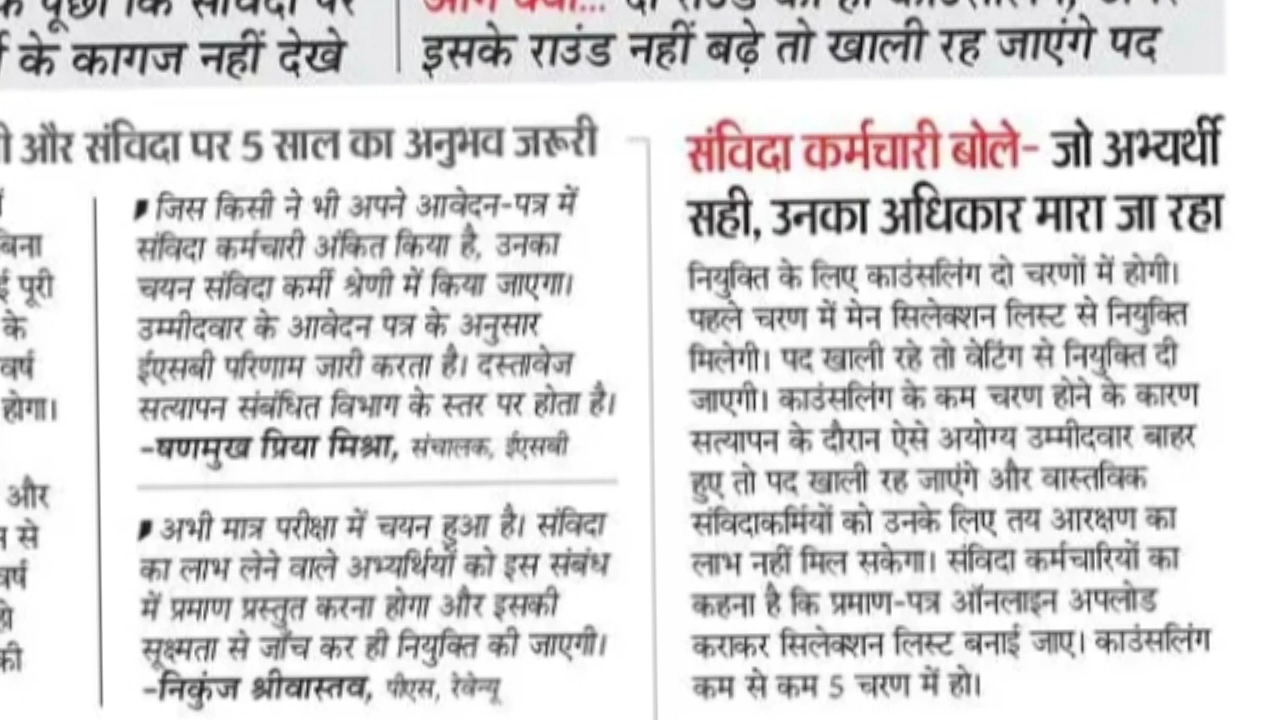 के कागज नहीं देखे
इसके राउंड नहीं बढ़े तो खाली रह जाएंगे पद
और संविदा पर 5 साल का अनुभव जरूरी
बिना
पूरी
के
वर्ष
होगा।
और
से
वर्ष
की
जिस किसी ने भी अपने आवेदन-पत्र में
संविदा कर्मचारी अंकित किया है, उनका
चयन संविदा कर्मी श्रेणी में किया जाएगा।
उम्मीदवार के आवेदन पत्र के अनुसार
ईएसबी परिणाम जारी करता है। दस्तावेज
सत्यापन संबंधित विभाग के स्तर पर होता है।
-षणमुख प्रिया मिश्रा, संचालक, ईएसबी
अभी मात्र परीक्षा में चयन हुआ है। संविदा
का लाभ लेने वाले अभ्यर्थियों को इस संबंध
में प्रमाण प्रस्तुत करना होगा और इसकी
सूक्ष्मता से जाँच कर ही नियुक्ति की जाएगी।
-निकुंज श्रीवास्तव, पीएस, रेवेन्यू
संविदा कर्मचारी बोले- जो अभ्यर्थी
सही, उनका अधिकार मारा जा रहा
नियुक्ति के लिए काउंसलिंग दो चरणों में होगी।
पहले चरण में मेन सिलेक्शन लिस्ट से नियुक्ति
मिलेगी। पद खाली रहे तो वेटिंग से नियुक्ति दी
जाएगी। काउंसलिंग के कम चरण होने के कारण
सत्यापन के दौरान ऐसे अयोग्य उम्मीदवार बाहर
हुए तो पद खाली रह जाएंगे और वास्तविक
संविदाकर्मियों को उनके लिए तय आरक्षण का
लाभ नहीं मिल सकेगा। संविदा कर्मचारियों का
कहना है कि प्रमाण-पत्र ऑनलाइन अपलोड
कराकर सिलेक्शन लिस्ट बनाई जाए। काउंसलिंग
कम से कम 5 चरण में हो।